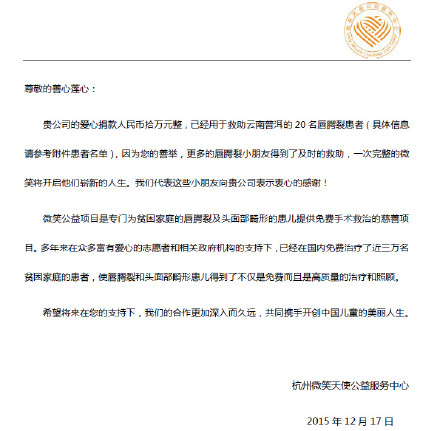 尊敬的善心莲心：
贵公司的爱心捐款人民币拾万元整，已经用于救助云南普洱的 20 名唇腭裂患者（具体信息
请参考附件患者名单），因为您的善举，更多的唇腭裂小朋友得到了及时的救助，一次完整的微
笑将开启他们崭新的人生。我们代表这些小朋友向贵公司表示衷心的感谢！
微笑公益项目是专门为贫困家庭的唇腭裂及头面部畸形的患儿提供免费手术救治的慈善项
目。多年来在众多富有爱心的志愿者和相关政府机构的支持下，已经在国内免费治疗了近三万名
贫困家庭的患者，使唇腭裂和头面部畸形患儿得到了不仅是免费而且是高质量的治疗和照顾。
希望将来在您的支持下，我们的合作更加深入而久远，共同携手开创中国儿童的美丽人生。
杭州微笑天使公益服务中心
2015 年 12 月 17 日